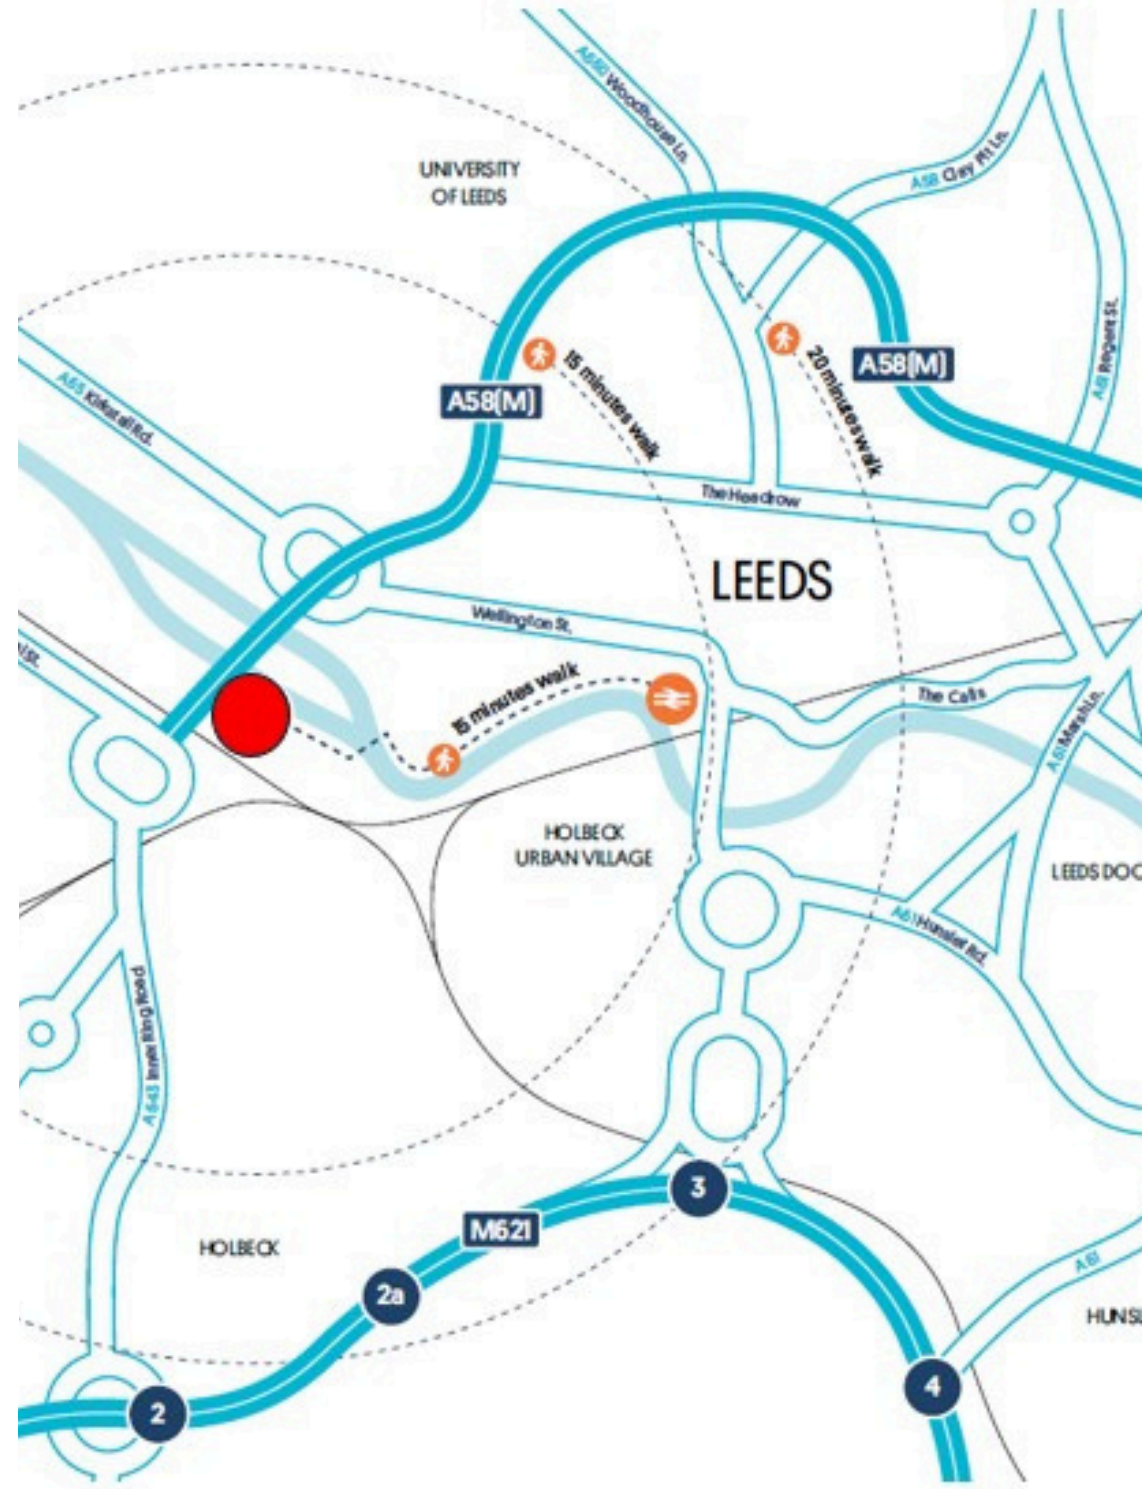 A660 Woodhouse Ln.
A58 Clay Pit Ln.
UNIVERSITY
OF LEEDS
A61 Regent St.
15 minutes walk
20 minutes walk
A58(M)
A58(M)
A65 Kirkstall Rd.
The Headrow
LEEDS
Wellington St.
15 minutes walk
The Calls
A61 Marsh Ln.
HOLBECK
URBAN VILLAGE
LEEDS DOC
A61 Hunslet Rd.
A643 Inner Ring Road
3
M621
HOLBECK
2a
A61
HUNSL
4
2